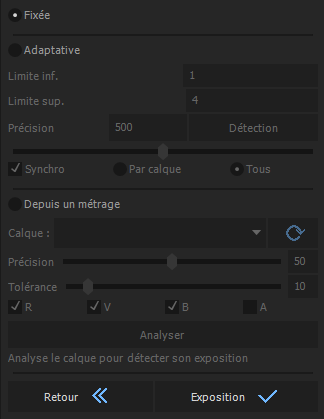 Fixée
Adaptative
Limite inf. 1
Limite sup. 4
Précision 500 Détection
Synchro Par calque Tous
Depuis un métrage
Calque :
Précision 50
Tolérance 10
R V B A
Analyser
Analyse le calque pour détecter son exposition
Retour Exposition